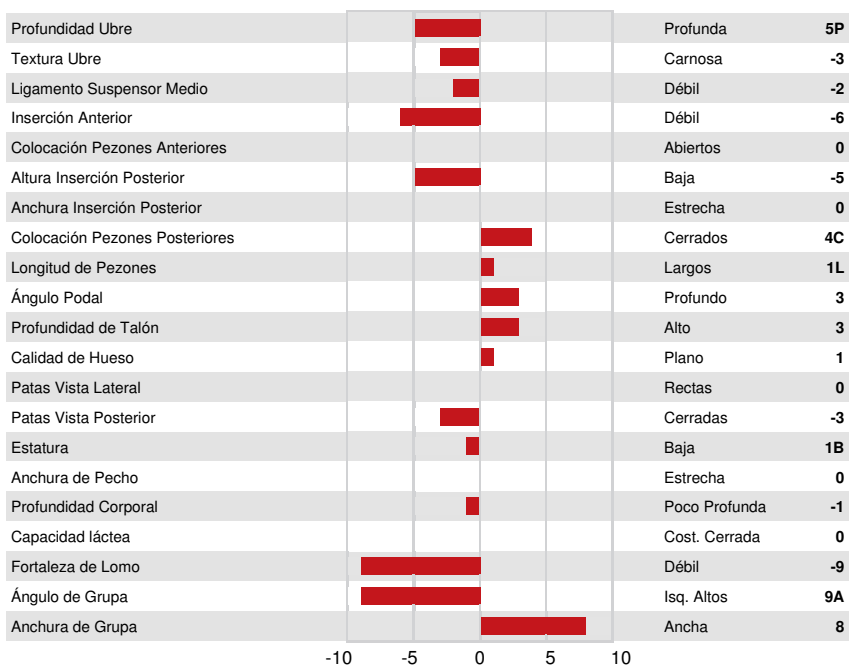 Profundidad Ubre Profunda 5P
Textura Ubre Carnosa -3
Ligamento Suspensor Medio Débil -2
Inserción Anterior Débil -6
Colocación Pezones Anteriores Abiertos 0
Altura Inserción Posterior Baja -5
Anchura Inserción Posterior Estrecha 0
Colocación Pezones Posteriores Cerrados 4C
Longitud de Pezones Largos 1L
Ángulo Podal Profundo 3
Profundidad de Talón Alto 3
Calidad de Hueso Plano 1
Patas Vista Lateral Rectas 0
Patas Vista Posterior Cerradas -3
Estatura Baja 1B
Anchura de Pecho Estrecha 0
Profundidad Corporal Poco Profunda -1
Capacidad láctea Cost. Cerrada 0
Fortaleza de Lomo Débil -9
Ángulo de Grupa Isq. Altos 9A
Anchura de Grupa Ancha 8
-10 -5 0 5 10